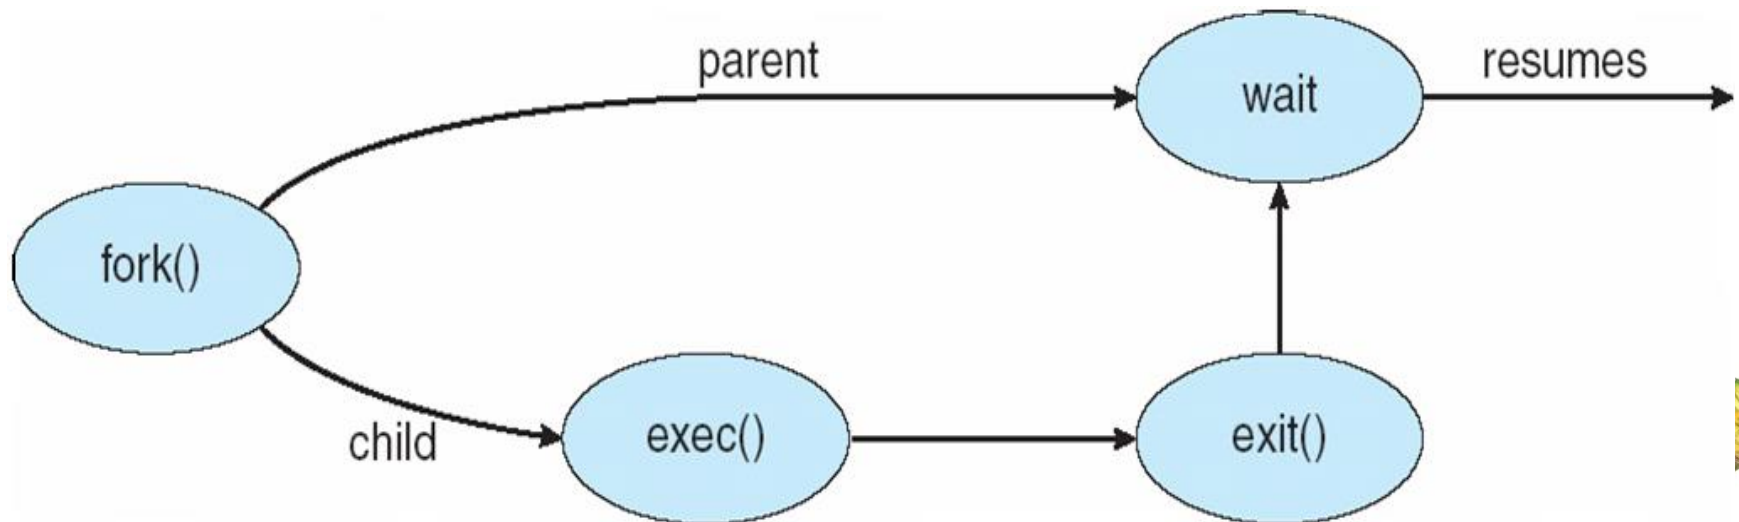 parent
wait
resumes
fork()
child
exec()
exit()